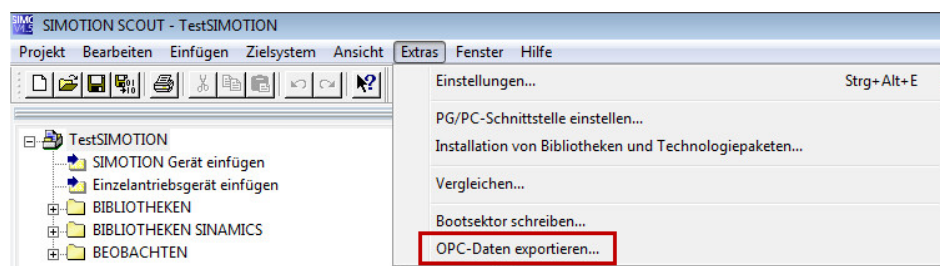 SIMOTION SCOUT - TestSIMOTION
Projekt Bearbeiten Einfügen Zielsystem Ansicht Extras Fenster Hilfe
Einstellungen... Strg+Alt+E
PG/PC-Schnittstelle einstellen...
Installation von Bibliotheken und Technologiepaketen...
Vergleichen...
Bootsektor schreiben...
OPC-Daten exportieren...
TestSIMOTION
SIMOTION Gerät einfügen
Einzelantriebsgerät einfügen
BIBLIOTHEKEN
BIBLIOTHEKEN SINAMICS
BEOBACHTEN